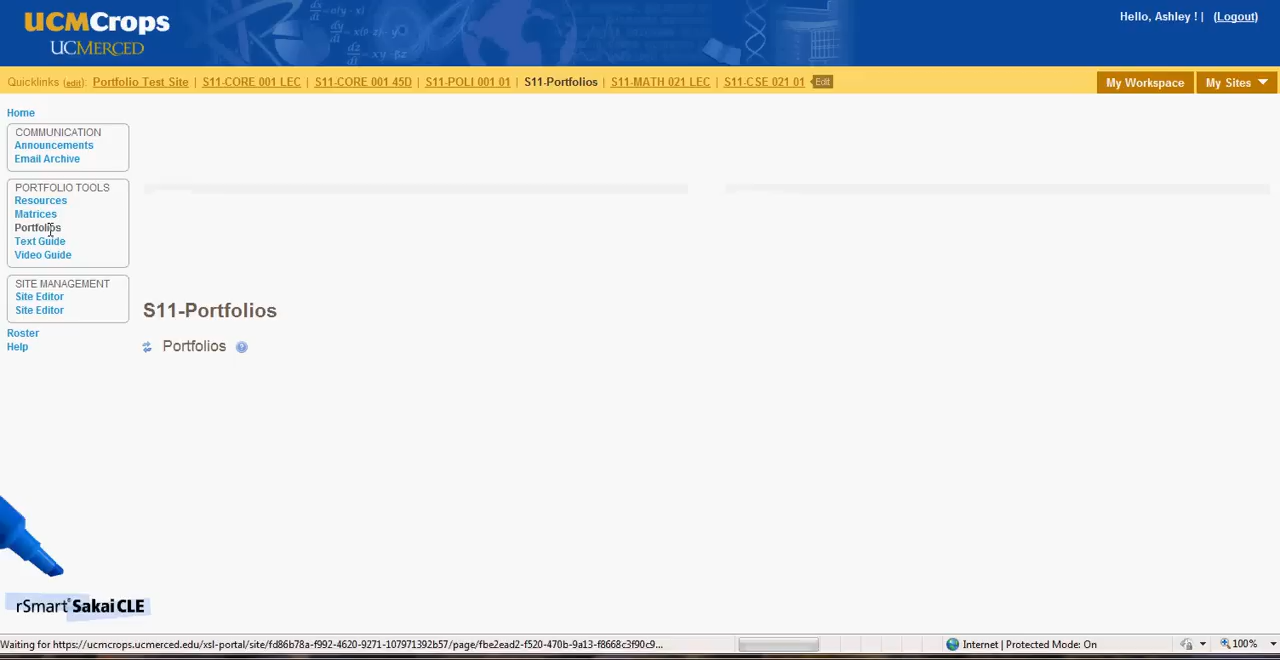 UCMCrops
UCMERCED
Hello, Ashley ! | (Logout)
Quicklinks (edit): Portfolio Test Site | S11-CORE 001 LEC | S11-CORE 001 45D | S11-POLI 001 01 | S11-Portfolios | S11-MATH 021 LEC | S11-CSE 021 01 Edit
My Workspace My Sites
Home
COMMUNICATION
Announcements
Email Archive
PORTFOLIO TOOLS
Resources
Matrices
Portfolios
Text Guide
Video Guide
SITE MANAGEMENT
Site Editor
Site Editor
Roster
Help
S11-Portfolios
Portfolios
rSmart Sakai CLE
Waiting for https://ucmcrops.ucmerced.edu/xsl-portal/site/fd86b78a-f992-4620-9271-107971392b57/page/fbe2ead2-f520-470b-9a13-f8668c3f90c9...
Internet | Protected Mode: On
100%